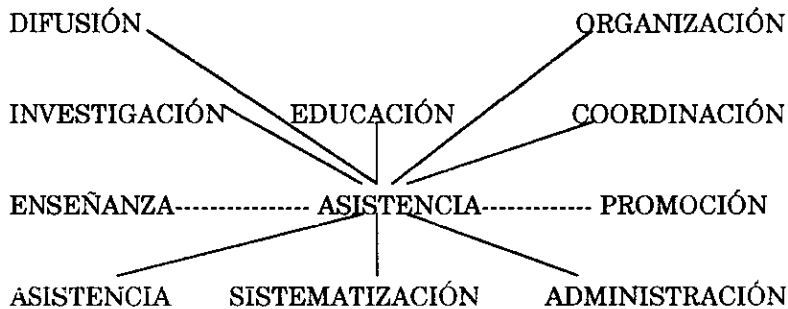 DIFUSIÓN ORGANIZACIÓN
INVESTIGACIÓN EDUCACIÓN COORDINACIÓN
ENSEÑANZA--------------- ASISTENCIA------------ PROMOCIÓN
ASISTENCIA SISTEMATIZACIÓN ADMINISTRACIÓN